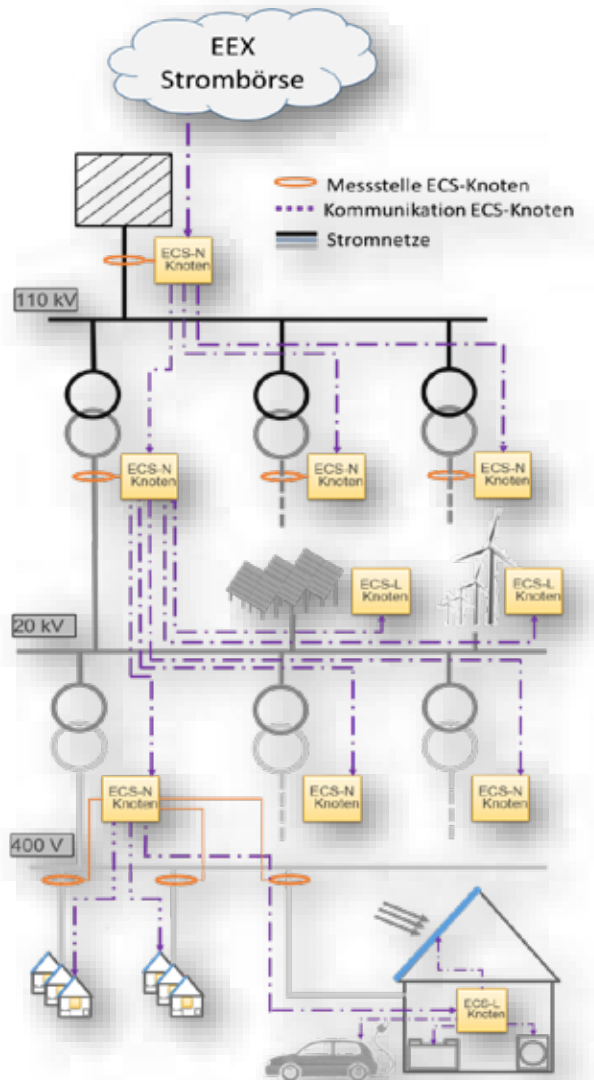 EEX
Strombörse
Messstelle ECS-Knoten
Kommunikation ECS-Knoten
Stromnetze
ECS-N
Knoten
110 kV
ECS-N
Knoten
ECS-N
Knoten
ECS-N
Knoten
ECS-L
Knoten
ECS-L
Knoten
20 kV
ECS-N
Knoten
ECS-N
Knoten
ECS-N
Knoten
400 V
ECS-L
Knoten